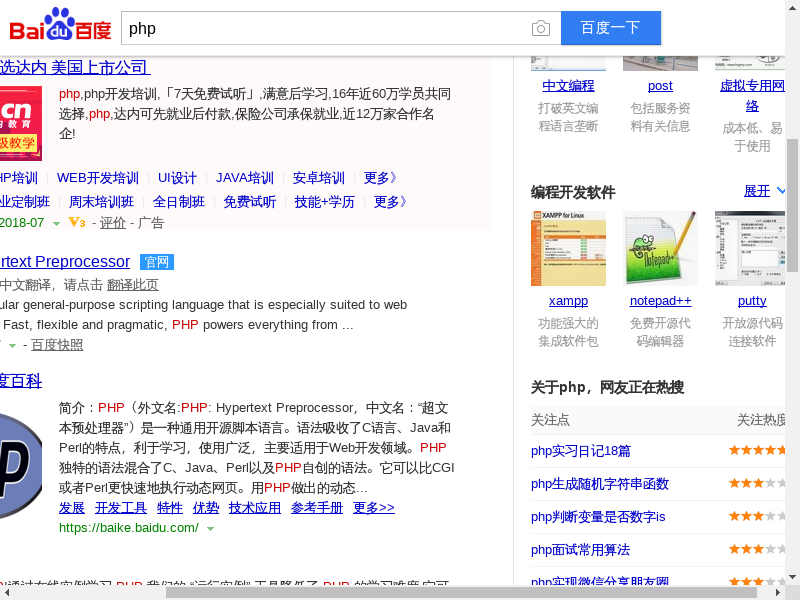 Bai du 百度
php
百度一下
选达内 美国上市公司
php,php开发培训,「7天免费试听」,满意后学习,16年近60万学员共同
选择,php,达内可先就业后付款,保险公司承保就业,近12万家合作名
企!
.cn
教育
级教学
HP培训 WEB开发培训 UI设计 JAVA培训 安卓培训 更多》
业定制班 周末培训班 全日制班 免费试听 技能+学历 更多》
2018-07 V3 - 评价 - 广告
rtext Preprocessor 官网
中文翻译，请点击 翻译此页
ular general-purpose scripting language that is especially suited to web
Fast, flexible and pragmatic, PHP powers everything from ...
- 百度快照
度百科
简介：PHP（外文名:PHP: Hypertext Preprocessor，中文名：“超文
本预处理器”）是一种通用开源脚本语言。语法吸收了C语言、Java和
Perl的特点，利于学习，使用广泛，主要适用于Web开发领域。PHP
独特的语法混合了C、Java、Perl以及PHP自创的语法。它可以比CGI
或者Perl更快速地执行动态网页。用PHP做出的动态...
发展 开发工具 特性 优势 技术应用 参考手册 更多>>
https://baike.baidu.com/
中文编程 post 虚拟专用网
络
打破英文编
程语言垄断
包括服务资
料有关信息
成本低、易
于使用
编程开发软件 展开
XAMPP for Linux
Notepad++
xampp notepad++ putty
功能强大的
集成软件包
免费开源代
码编辑器
开放源代码
连接软件
关于php，网友正在热搜
关注点 关注热度
php实习日记18篇
php生成随机字符串函数
php判断变量是否数字is
php面试常用算法
php实现微信分享朋友圈